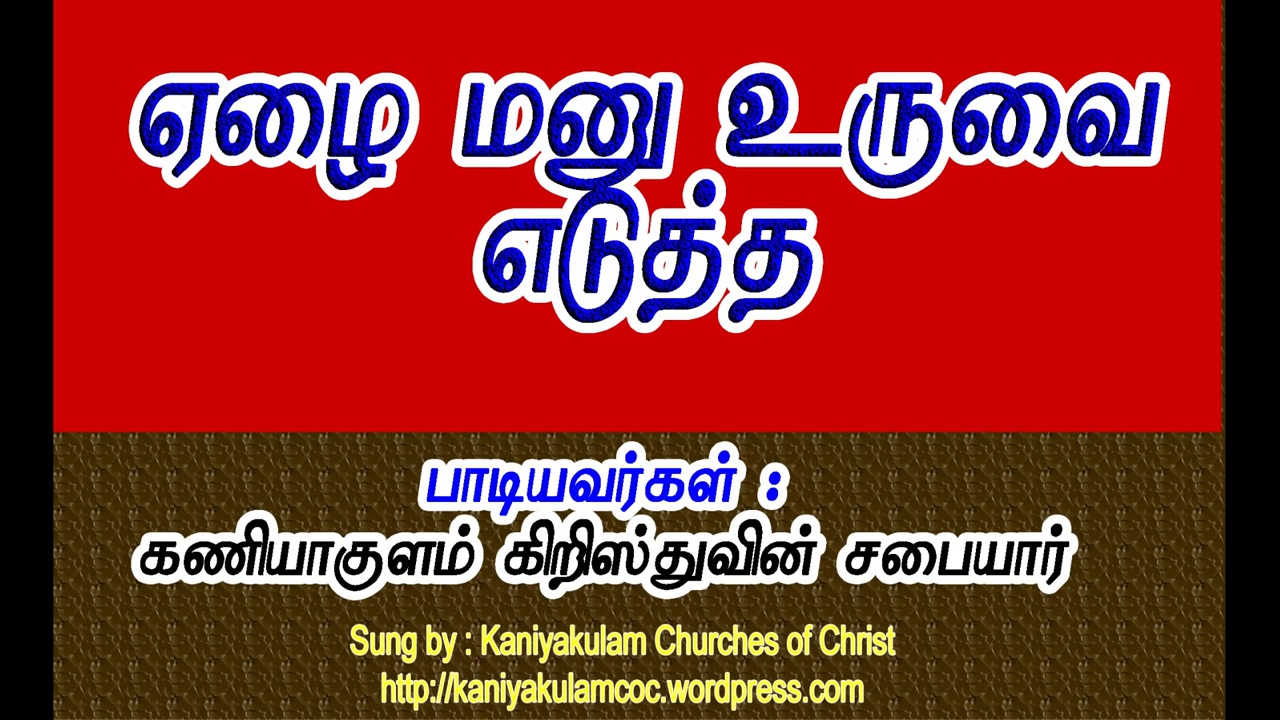 ஏழை மனு உருவை
எடுத்த
பாடியவர்கள் :
கணியாகுளம் கிறிஸ்துவின் சபையார்
Sung by : Kaniyakulam Churches of Christ
http://kaniyakulamcoc.wordpress.com